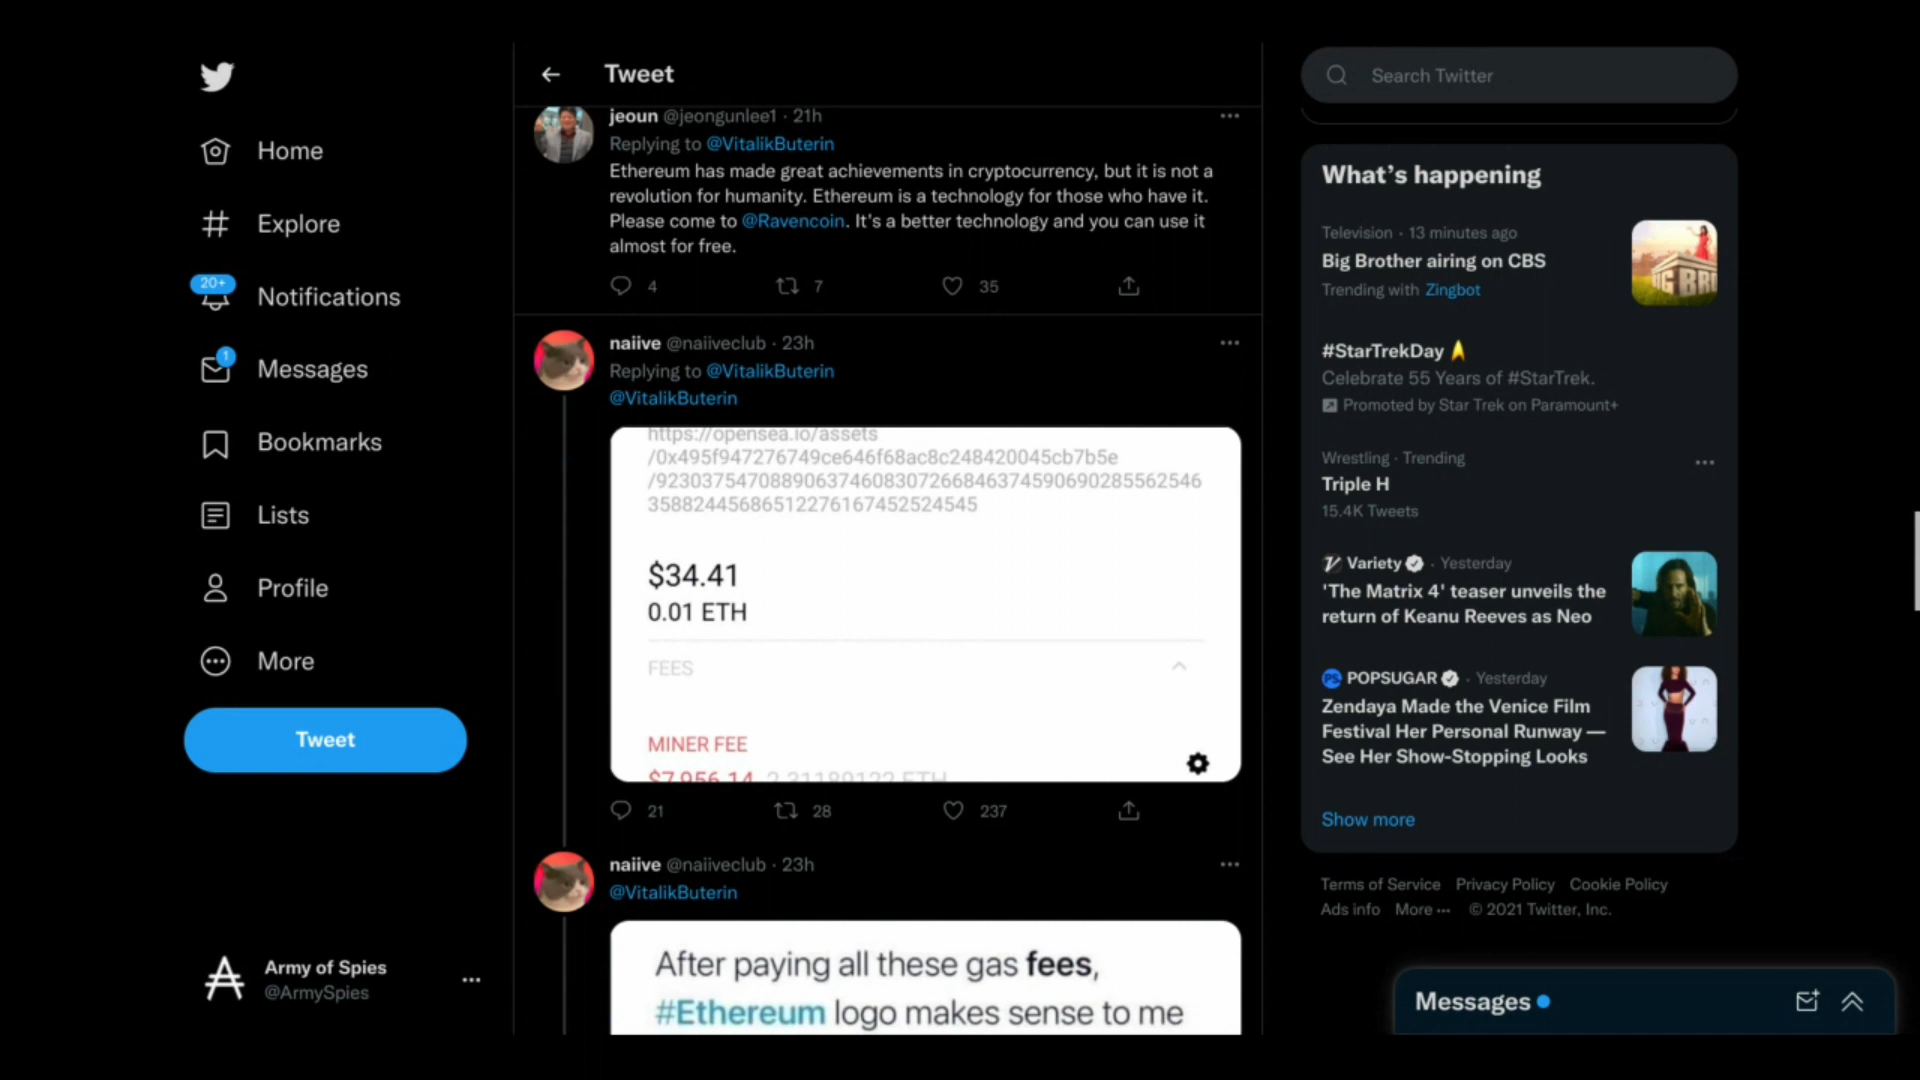 Home
Explore
20+
Notifications
1
Messages
Bookmarks
Lists
Profile
More
Tweet
Army of Spies
@ArmySpies
Tweet
jeoun @jeongunlee1 · 21h
Replying to @VitalikButerin
Ethereum has made great achievements in cryptocurrency, but it is not a
revolution for humanity. Ethereum is a technology for those who have it.
Please come to @Ravencoin. It's a better technology and you can use it
almost for free.
4 7 35
naiive @naiiveclub · 23h
Replying to @VitalikButerin
@VitalikButerin
https://opensea.io/assets
/0x495f947276749ce646f68ac8c248420045cb7b5e
/92303754708890637460830726684637459069028556254​6
35882445686512276167452524545
$34.41
0.01 ETH
FEES
MINER FEE
$7,956.14 2.31189122 ETH
21 28 237
naiive @naiiveclub · 23h
@VitalikButerin
After paying all these gas fees,
#Ethereum logo makes sense to me
Search Twitter
What's happening
Television · 13 minutes ago
Big Brother airing on CBS
Trending with Zingbot
#StarTrekDay
Celebrate 55 Years of #StarTrek.
Promoted by Star Trek on Paramount+
Wrestling · Trending
Triple H
15.4K Tweets
Variety · Yesterday
'The Matrix 4' teaser unveils the
return of Keanu Reeves as Neo
PS POPSUGAR · Yesterday
Zendaya Made the Venice Film
Festival Her Personal Runway —
See Her Show-Stopping Looks
Show more
Terms of Service Privacy Policy Cookie Policy
Ads info More ··· © 2021 Twitter, Inc.
Messages